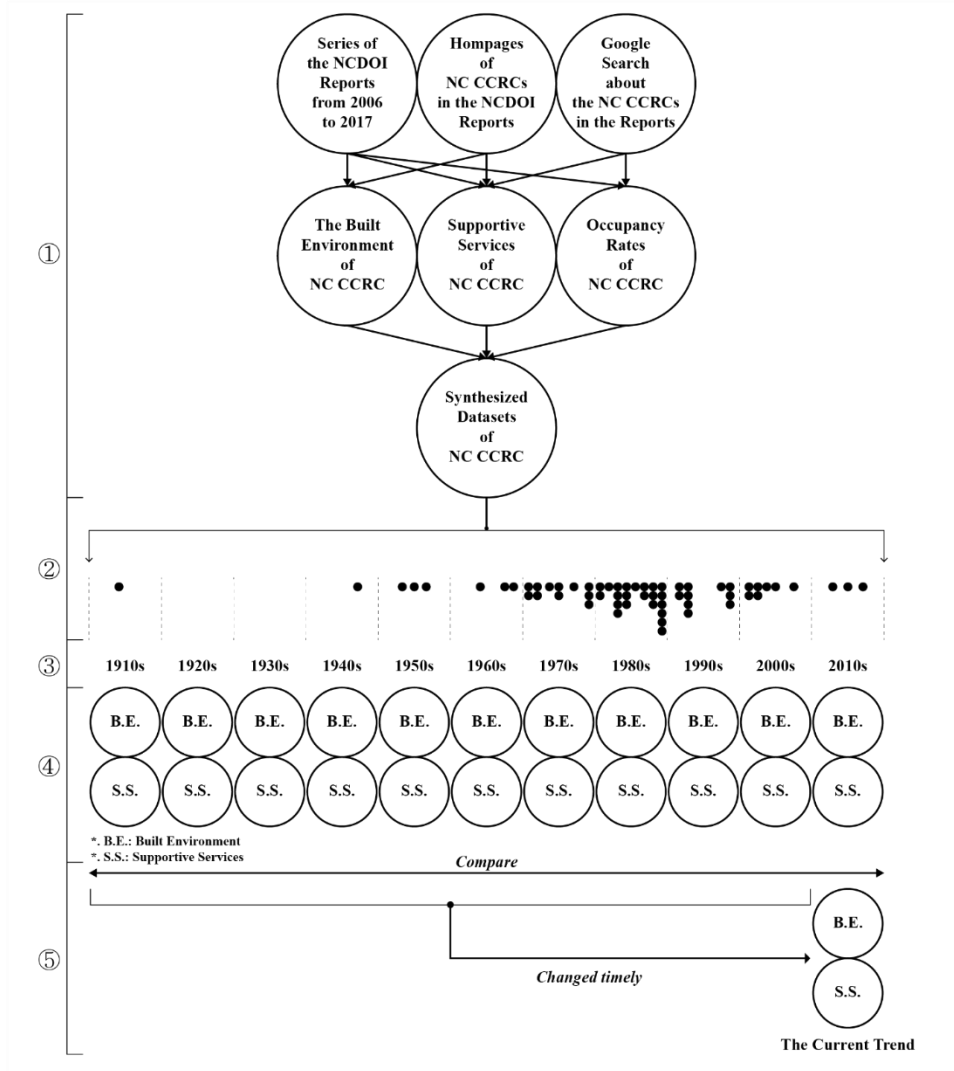 Series of
the NCDOI
Reports
from 2006
to 2017
Hompages
of
NC CCRCs
in the NCDOI
Reports
Google
Search
about
the NC CCRCs
in the Reports
①
The Built
Environment
of
NC CCRC
Supportive
Services
of
NC CCRC
Occupancy
Rates
of
NC CCRC
Synthesized
Datasets
of
NC CCRC
②
③
1910s 1920s 1930s 1940s 1950s 1960s 1970s 1980s 1990s 2000s 2010s
④
B.E. B.E. B.E. B.E. B.E. B.E. B.E. B.E. B.E. B.E. B.E.
S.S. S.S. S.S. S.S. S.S. S.S. S.S. S.S. S.S. S.S. S.S.
*. B.E.: Built Environment
*. S.S.: Supportive Services
Compare
⑤
B.E.
Changed timely
S.S.
The Current Trend